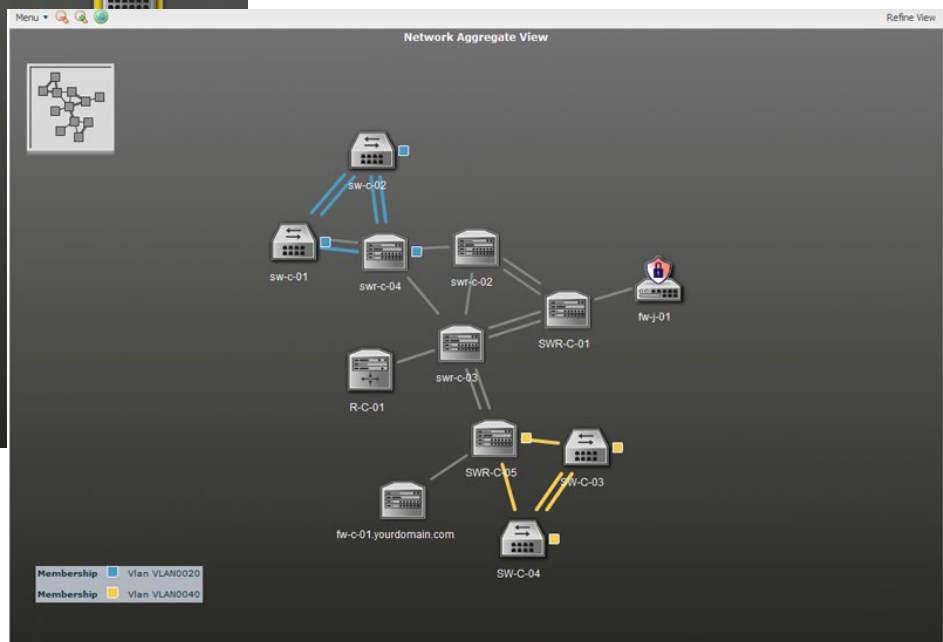 Menu
Refine View
Network Aggregate View
sw-c-02
sw-c-01
swr-c-04
swr-c-02
fw-j-01
SWR-C-01
swr-c-03
R-C-01
SWR-C-05
SW-C-03
fw-c-01.yourdomain.com
SW-C-04
Membership Vlan VLAN0020
Membership Vlan VLAN0040